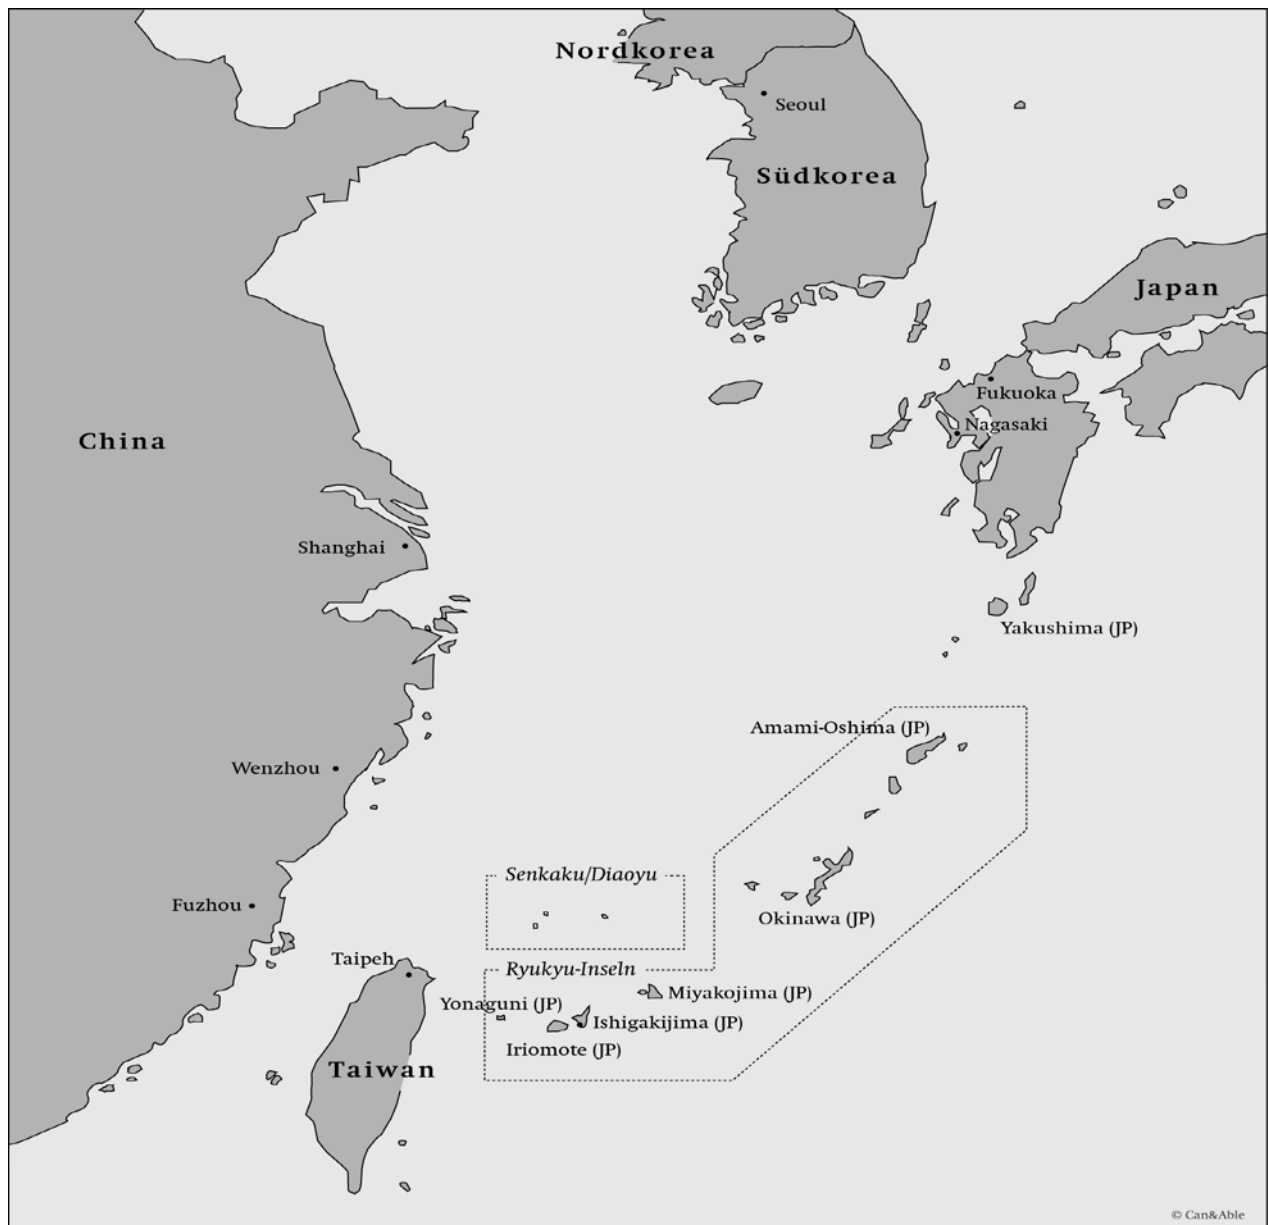 Nordkorea
Seoul
Südkorea
Japan
Fukuoka
Nagasaki
China
Shanghai
Yakushima (JP)
Amami-Oshima (JP)
Wenzhou
Senkaku/Diaoyu
Fuzhou
Okinawa (JP)
Taipeh
Ryukyu-Inseln
Miyakojima (JP)
Yonaguni (JP)
Ishigakijima (JP)
Iriomote (JP)
Taiwan
© Can&Able